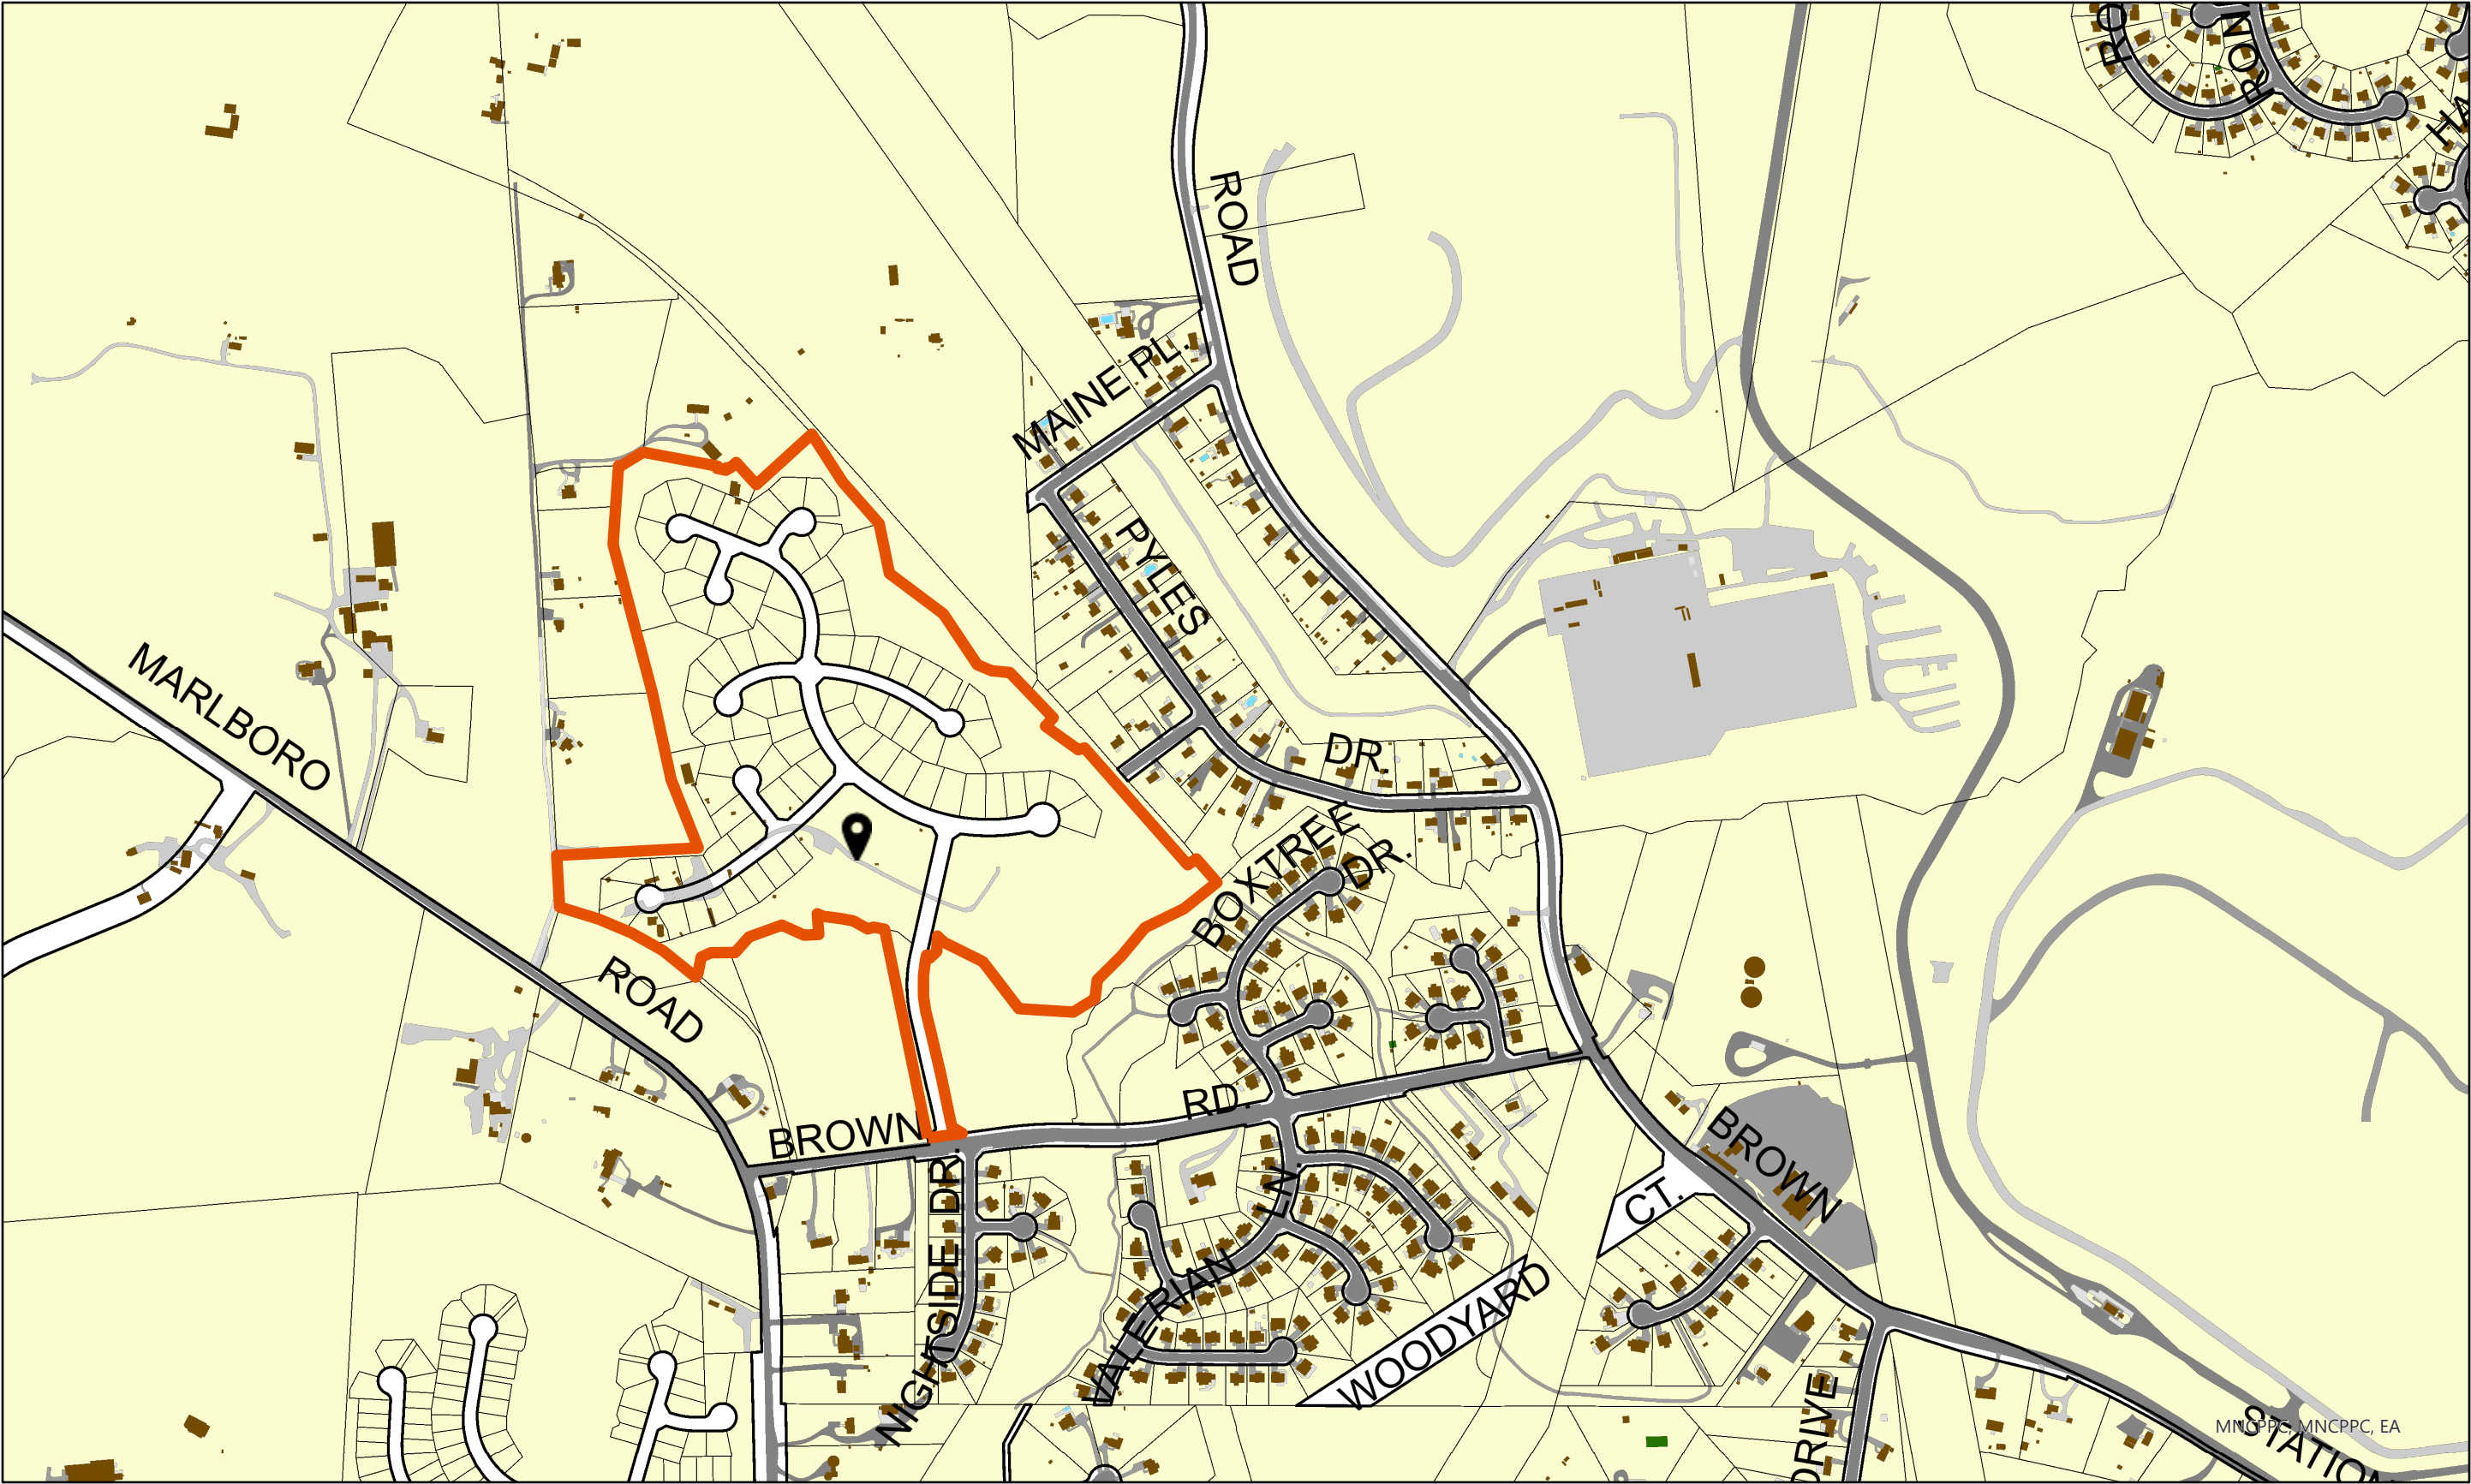 ROAD
MAINE PL.
PYLES
DR.
MARLBORO
ROAD
BOXTREE
DR.
BROWN
RD.
BROWN
CT.
WOODYARD
NIGHTSIDE DR.
VALERIAN
LN.
DRIVE
STATION
MNCPPC, MNCPPC, EA